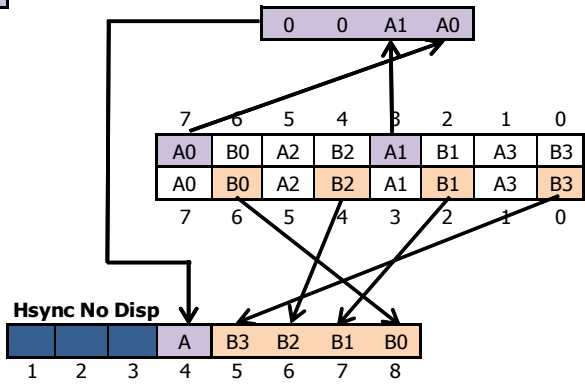 0 0 A1 A0
7 6 5 4 3 2 1 0
A0 B0 A2 B2 A1 B1 A3 B3
A0 B0 A2 B2 A1 B1 A3 B3
7 6 5 4 3 2 1 0
Hsync No Disp
A B3 B2 B1 B0
1 2 3 4 5 6 7 8